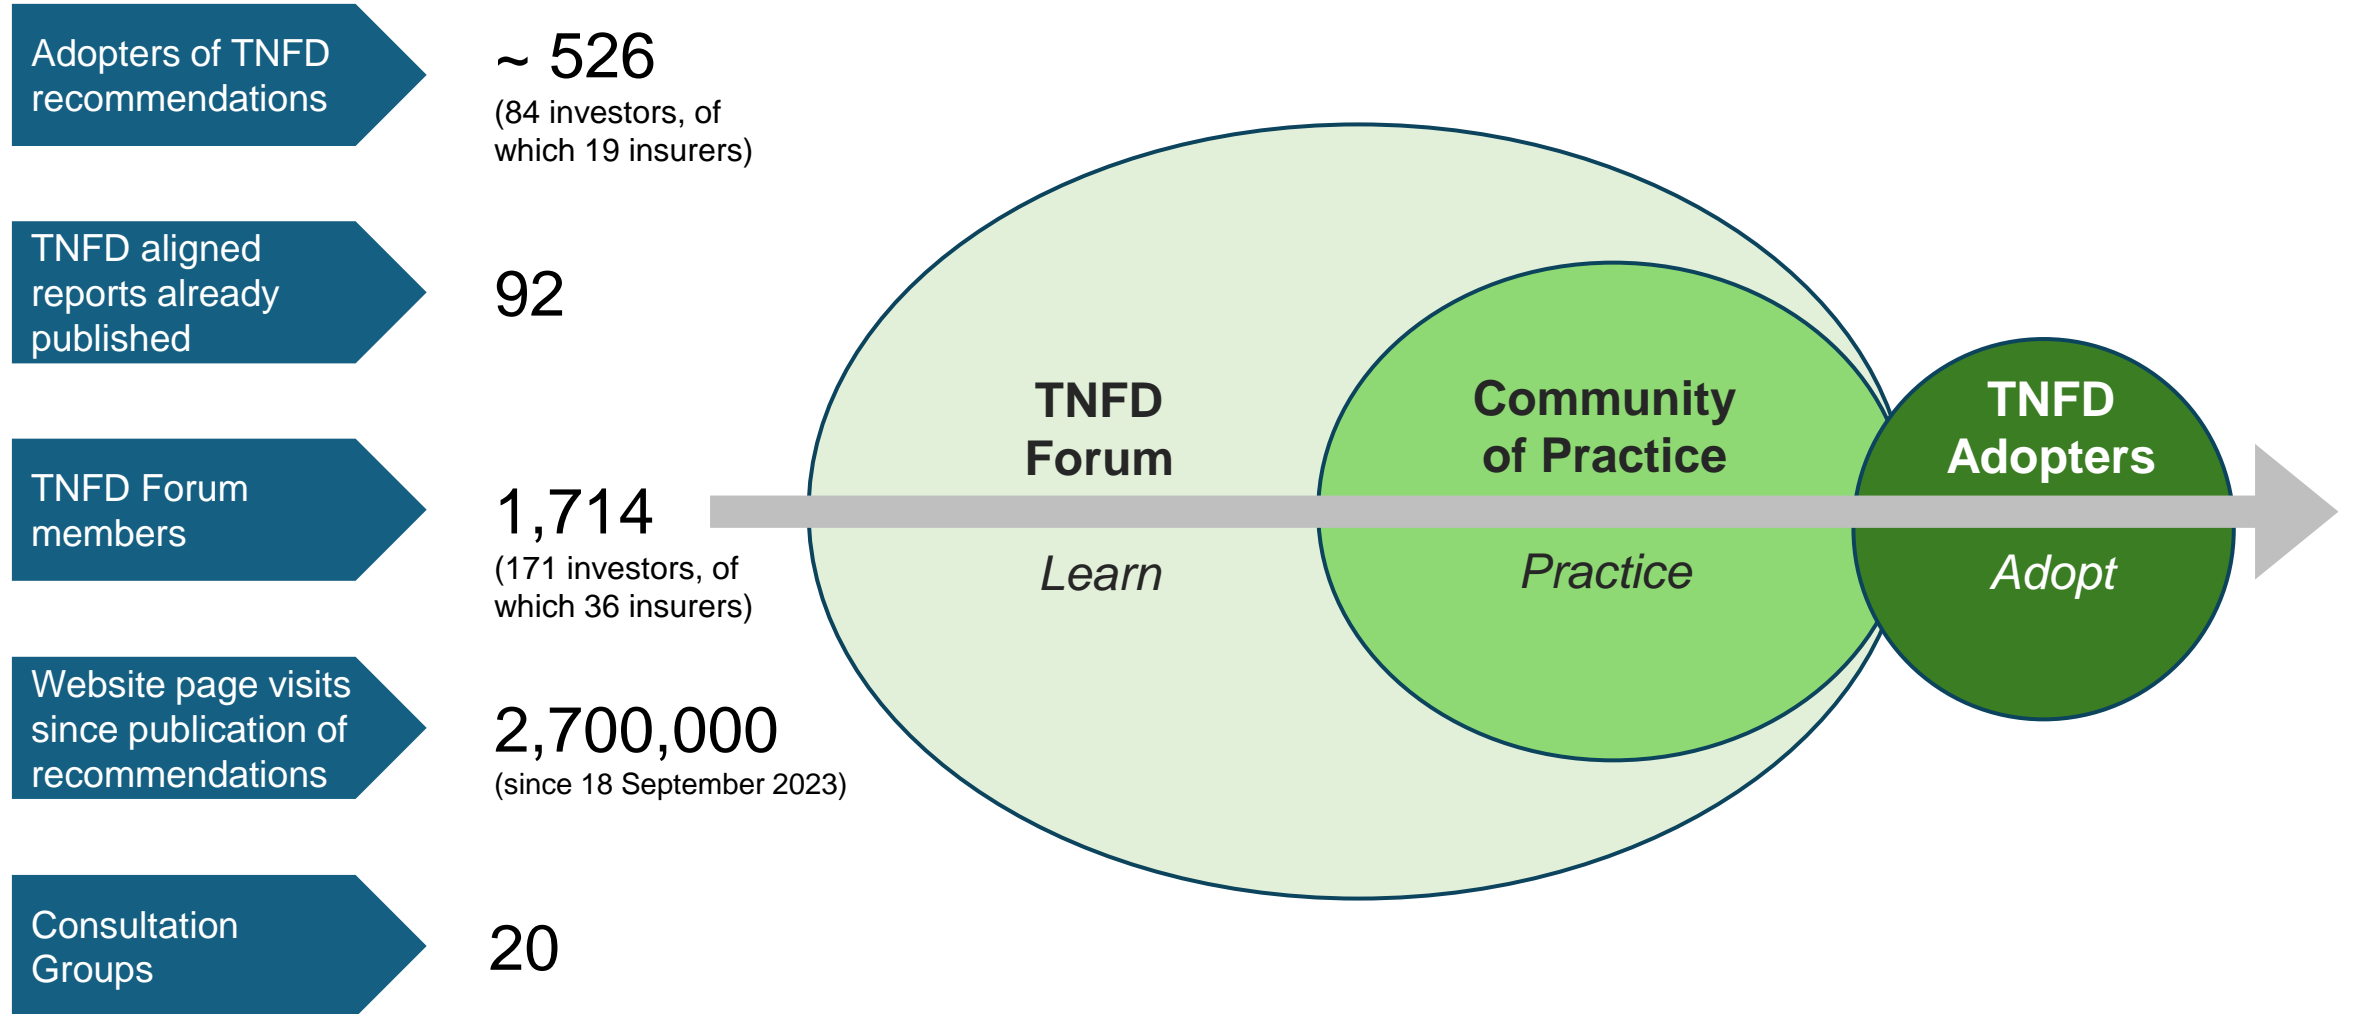 Adopters of TNFD
recommendations
~ 526
(84 investors, of
which 19 insurers)
TNFD aligned
reports already
published
92
TNFD Forum
members
1,714
(171 investors, of
which 36 insurers)
Website page visits
since publication of
recommendations
2,700,000
(since 18 September 2023)
Consultation
Groups
20
TNFD
Forum
Learn
Community
of Practice
Practice
TNFD
Adopters
Adopt